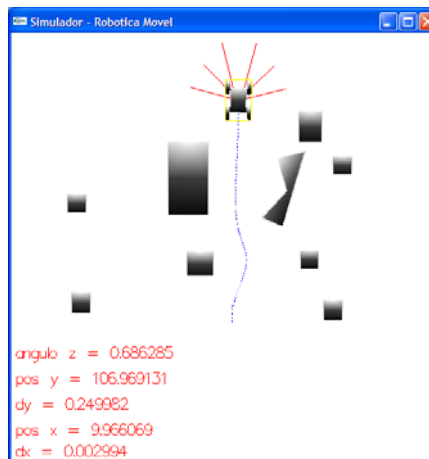 Simulador - Robotica Movel
angulo z = 0.686285
pos y = 106.969131
dy = 0.249982
pos x = 9.966069
dx = 0.002994